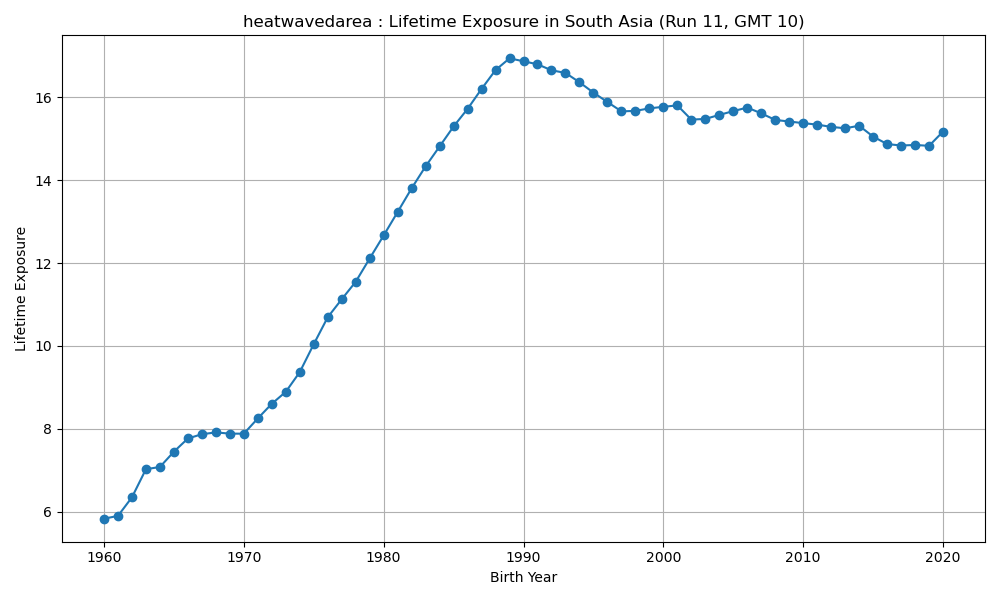 heatwavedarea : Lifetime Exposure in South Asia (Run 11, GMT 10)
Lifetime Exposure
16
14
12
10
8
6
1960 1970 1980 1990 2000 2010 2020
Birth Year